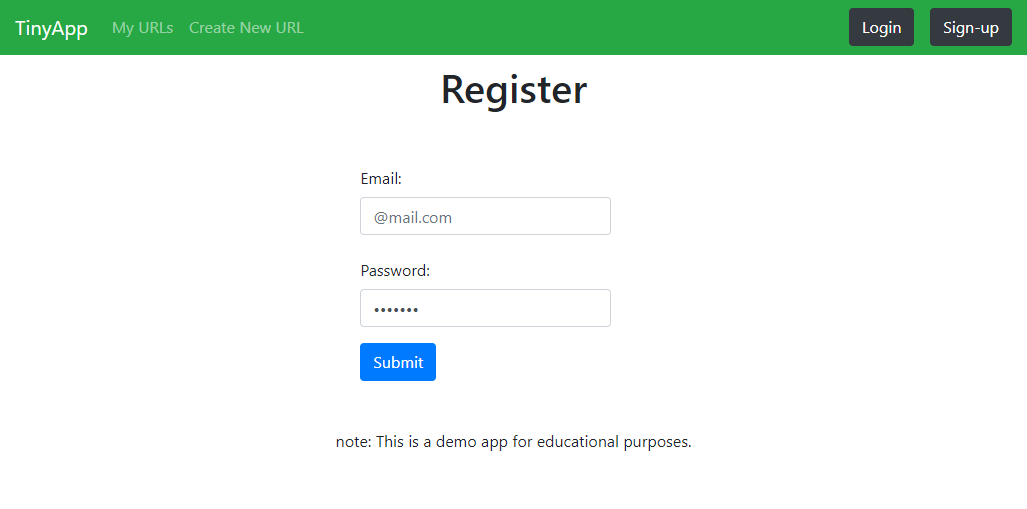 TinyApp My URLs Create New URL Login Sign-up
Register
Email:
@mail.com
Password:
•••••••
Submit
note: This is a demo app for educational purposes.